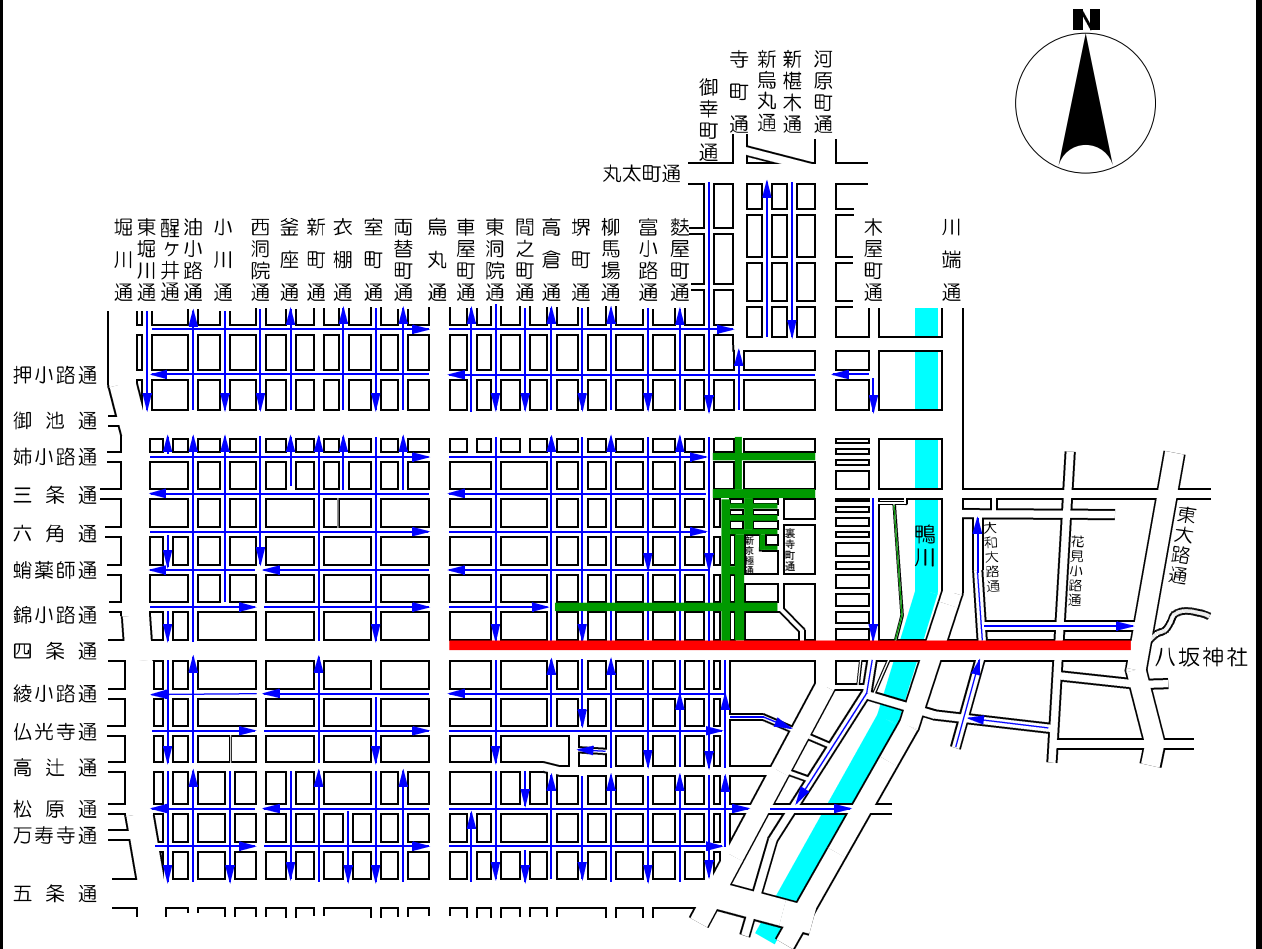 N
寺町通
新烏丸通
新椹木通
河原町通
御幸町通
丸太町通
堀川通
東堀川通
醒ヶ井通
油小路通
小川通
西洞院通
釜座通
新町通
衣棚通
室町通
両替町通
烏丸通
車屋町通
東洞院通
間之町通
高倉通
堺町通
柳馬場通
富小路通
麩屋町通
木屋町通
川端通
押小路通
御池通
姉小路通
三条通
六角通
蛸薬師通
錦小路通
四条通
綾小路通
仏光寺通
高辻通
松原通
万寿寺通
五条通
新京極通
裏寺町通
鴨川
大和大路通
花見小路通
東大路通
八坂神社